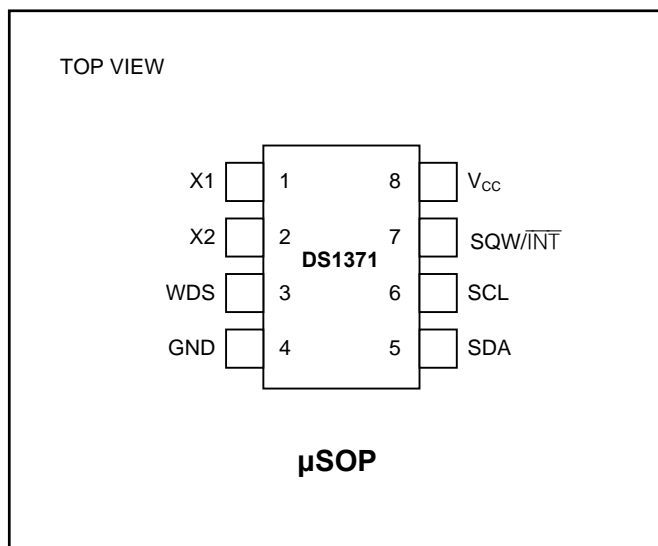 TOP VIEW
X1 1 8 VCC
X2 2 7 SQW/INT
DS1371
WDS 3 6 SCL
GND 4 5 SDA
µSOP